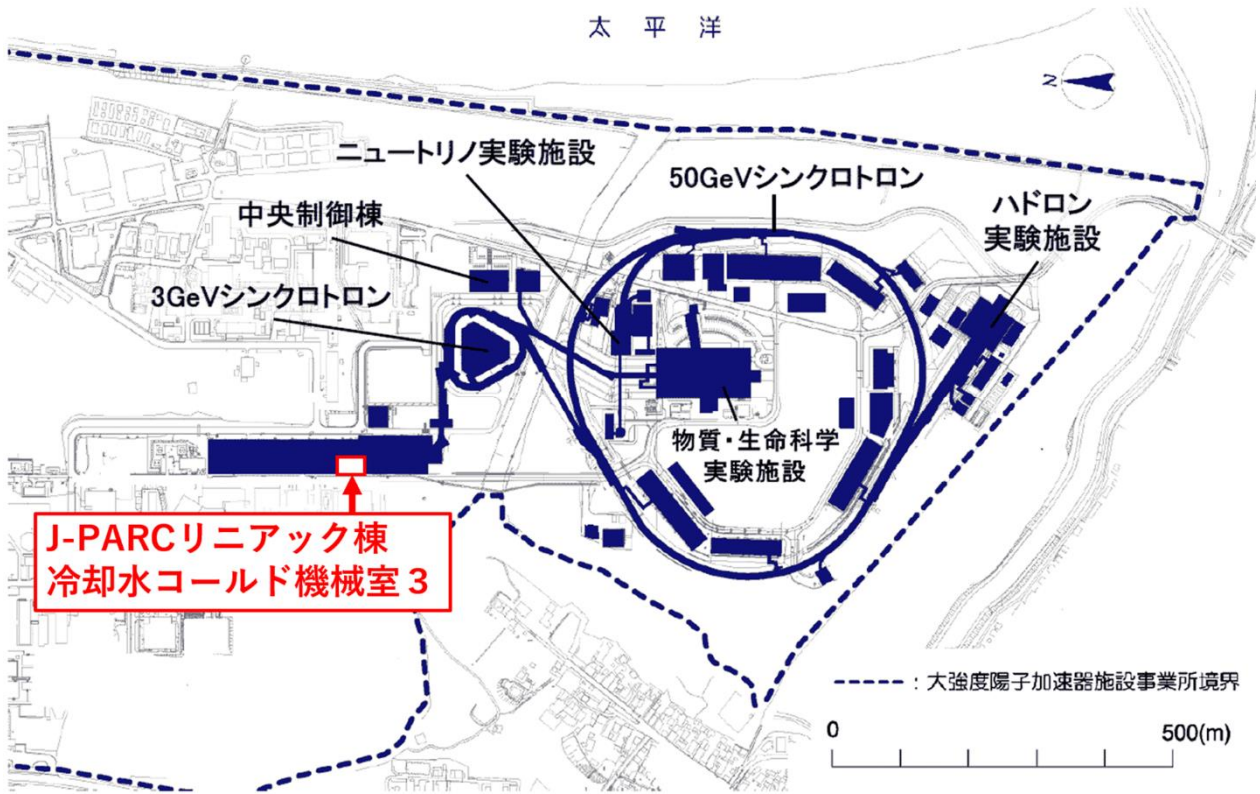 太 平 洋
N
ニュートリノ実験施設
50GeVシンクロトロン
ハドロン
実験施設
中央制御棟
3GeVシンクロトロン
物質・生命科学
実験施設
J-PARCリニアック棟
冷却水コールド機械室３
：大強度陽子加速器施設事業所境界
0
500(m)